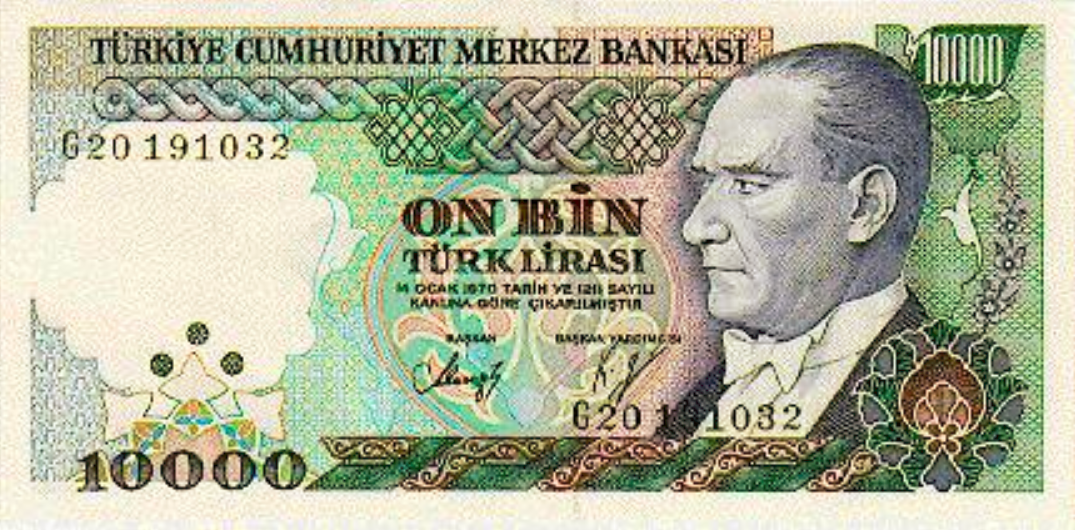 TÜRKİYE CUMHURİYET MERKEZ BANKASI
10000
G20 191032
ON BİN
TÜRK LİRASI
14 OCAK 1970 TARİH VE 1211 SAYILI
KANUNA GÖRE ÇIKARILMIŞTIR
BAŞKAN BAŞKAN YARDIMCISI
G20 191032
10000